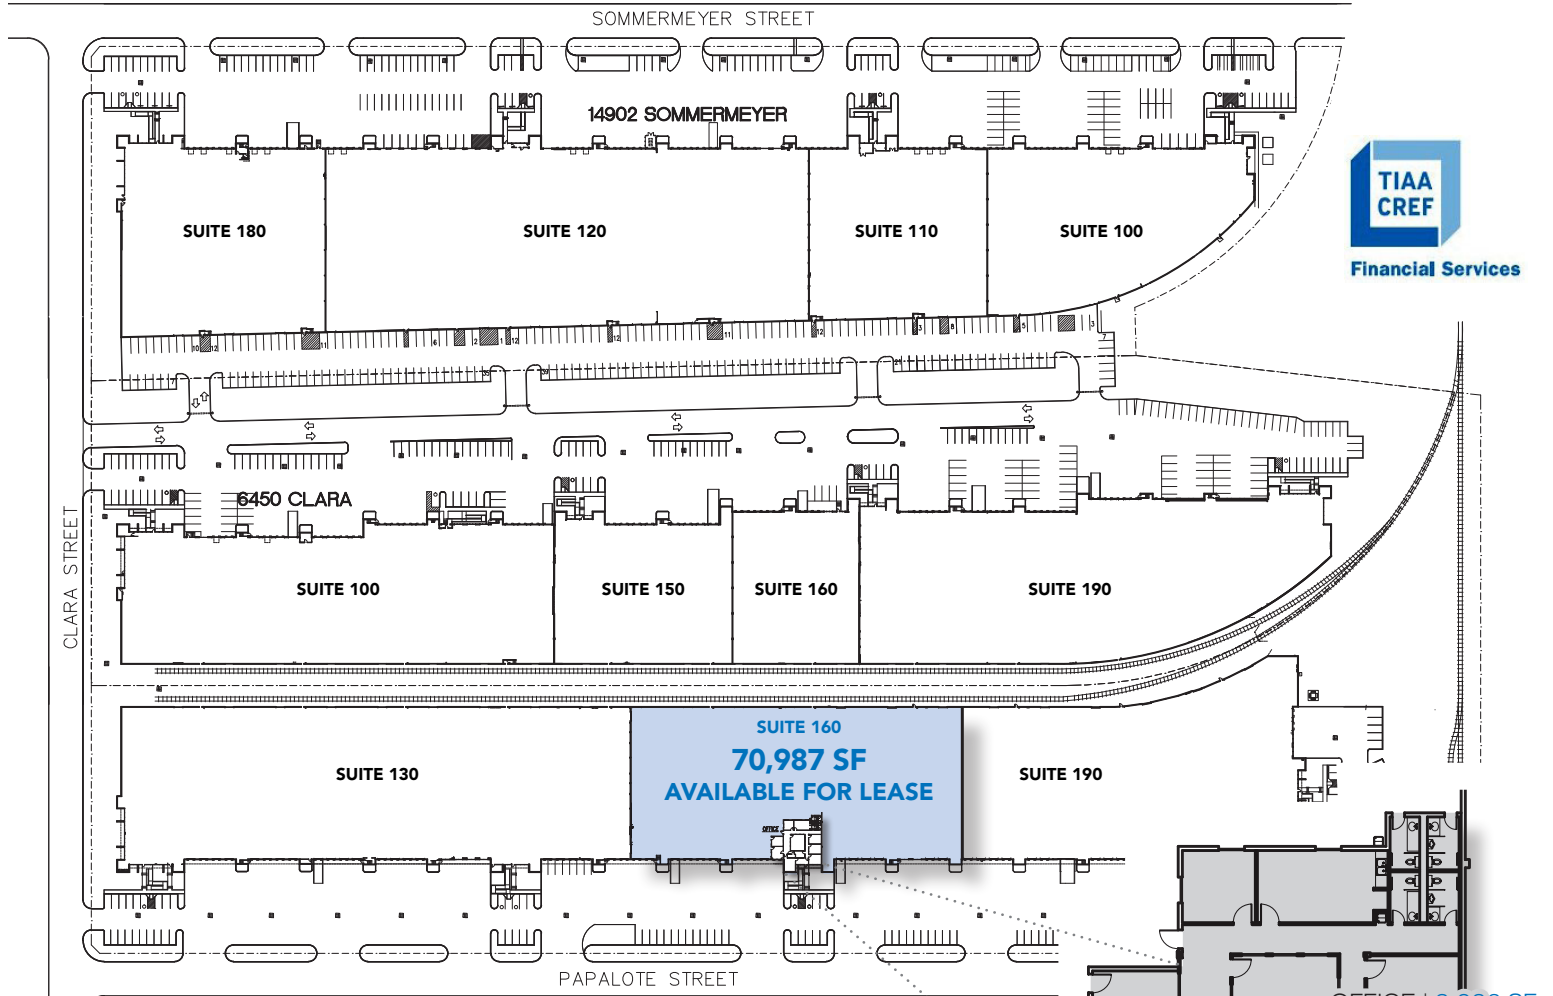 SOMMERMEYER STREET
14902 SOMMERMEYER
TIAA
CREF
Financial Services
SUITE 180
SUITE 120
SUITE 110
SUITE 100
6450 CLARA
CLARA STREET
SUITE 100
SUITE 150
SUITE 160
SUITE 190
SUITE 130
SUITE 160
70,987 SF
AVAILABLE FOR LEASE
SUITE 190
OFFICE
PAPALOTE STREET